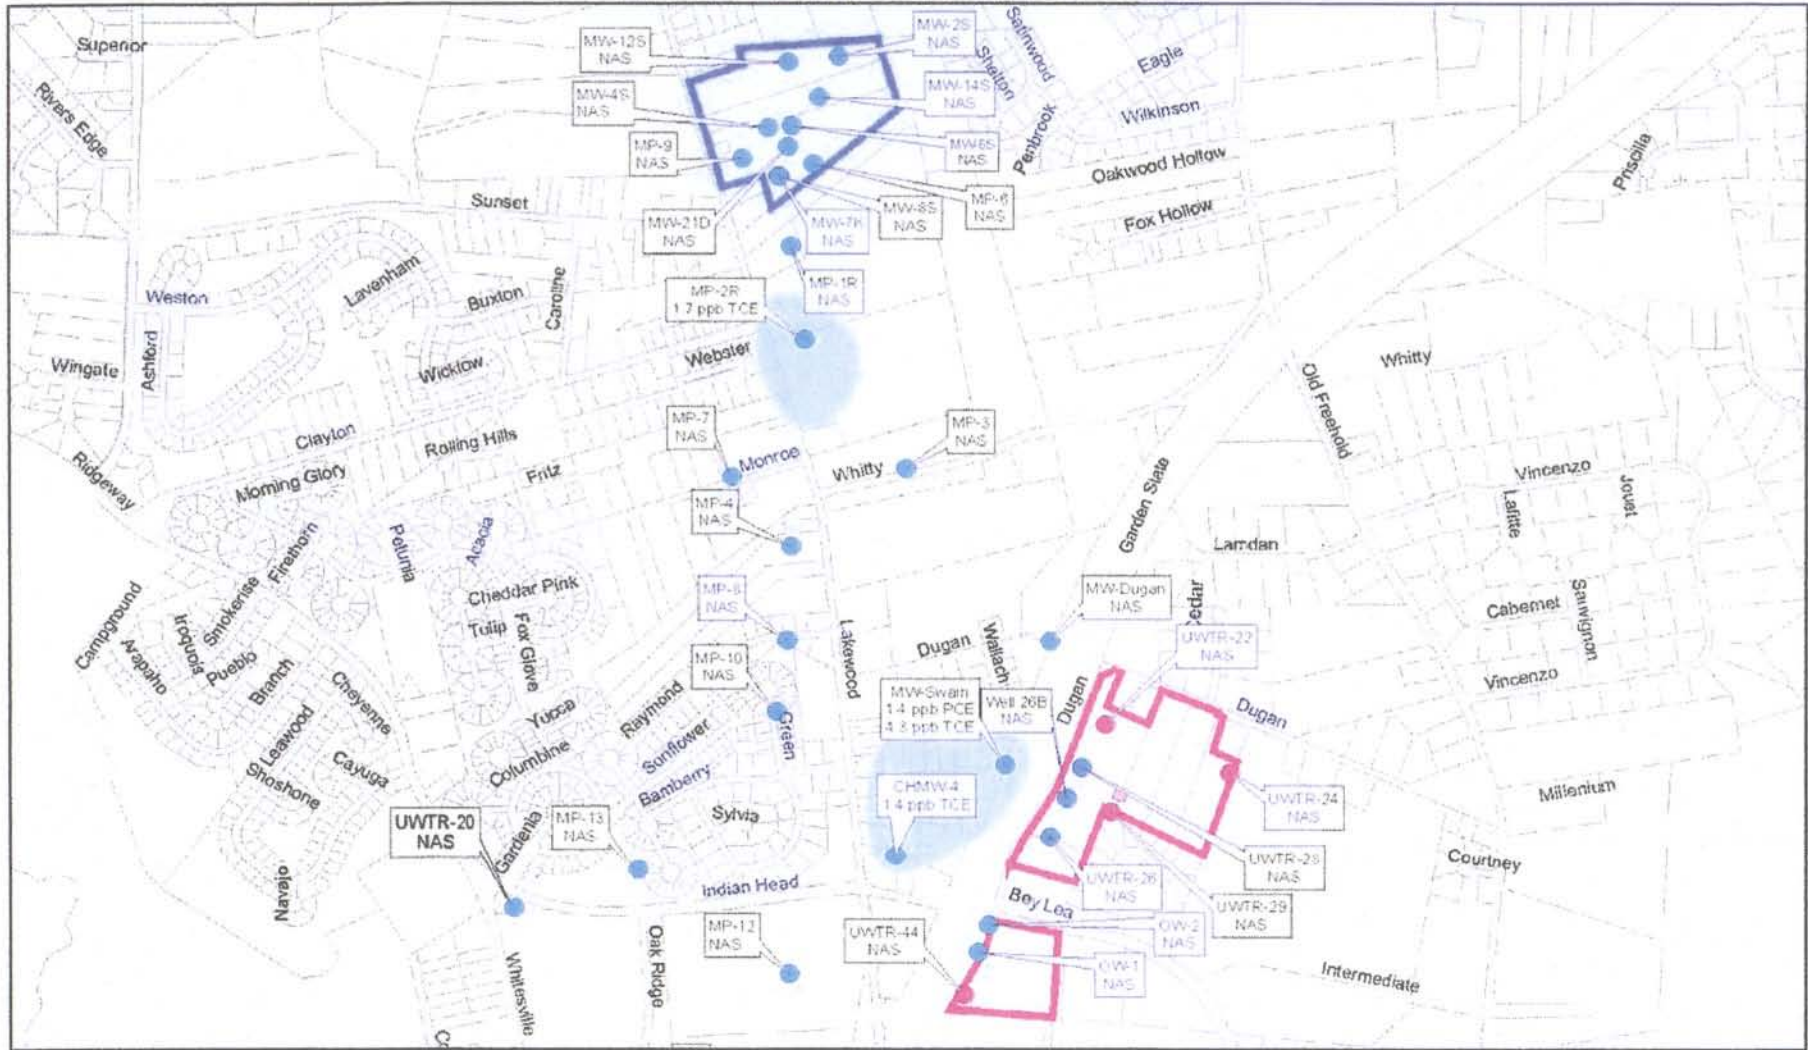 Superior
MW-12S
NAS
MW-2S
NAS
Satinwood
Shelton
Eagle
Rivers Edge
MW-4S
NAS
MW-14S
NAS
Wilkinson
MP-9
NAS
MW-6S
NAS
Penbrook
Oakwood Hollow
Priscilla
Sunset
MW-21D
NAS
MW-7R
NAS
MW-8S
NAS
MP-6
NAS
Fox Hollow
Weston
Lavenham
Buxton
Caroline
MP-2R
1.7 ppb TCE
MP-1R
NAS
Wingate
Ashford
Wicklow
Webster
Whitty
Old Freehold
Clayton
Rolling Hills
MP-7
NAS
Monroe
Whitty
MP-3
NAS
Ridgeway
Morning Glory
Fritz
MP-4
NAS
Garden State
Vincenzo
Lafitte
Jouet
Firethorn
Petunia
Acacia
Lamdan
Campground
Smokerise
Iroquois
Arapaho
Pueblo
Branch
Cheddar Pink
Tulip
Fox Glove
MP-8
NAS
Lakewood
Dugan
Wallach
MW-Dugan
NAS
edar
UWTR-22
NAS
Cabernet
Sauvignon
Vincenzo
Cheyenne
Leawood
MP-10
NAS
Yucca
Raymond
Sonflower
Green
MW-Swain
1.4 ppb PCE
4.3 ppb TCE
Well 26B
NAS
Dugan
Dugan
Cayuga
Shoshone
Columbine
Bamberry
Sylvia
CHMW-4
1.4 ppb TCE
UWTR-24
NAS
Millenium
UWTR-20
NAS
Gardenia
MP-13
NAS
Navajo
Indian Head
Bey Lea
UWTR-26
NAS
UWTR-28
NAS
UWTR-29
NAS
Courtney
MP-12
NAS
UWTR-44
NAS
OW-2
NAS
OW-1
NAS
Whitesville
Oak Ridge
Intermediate